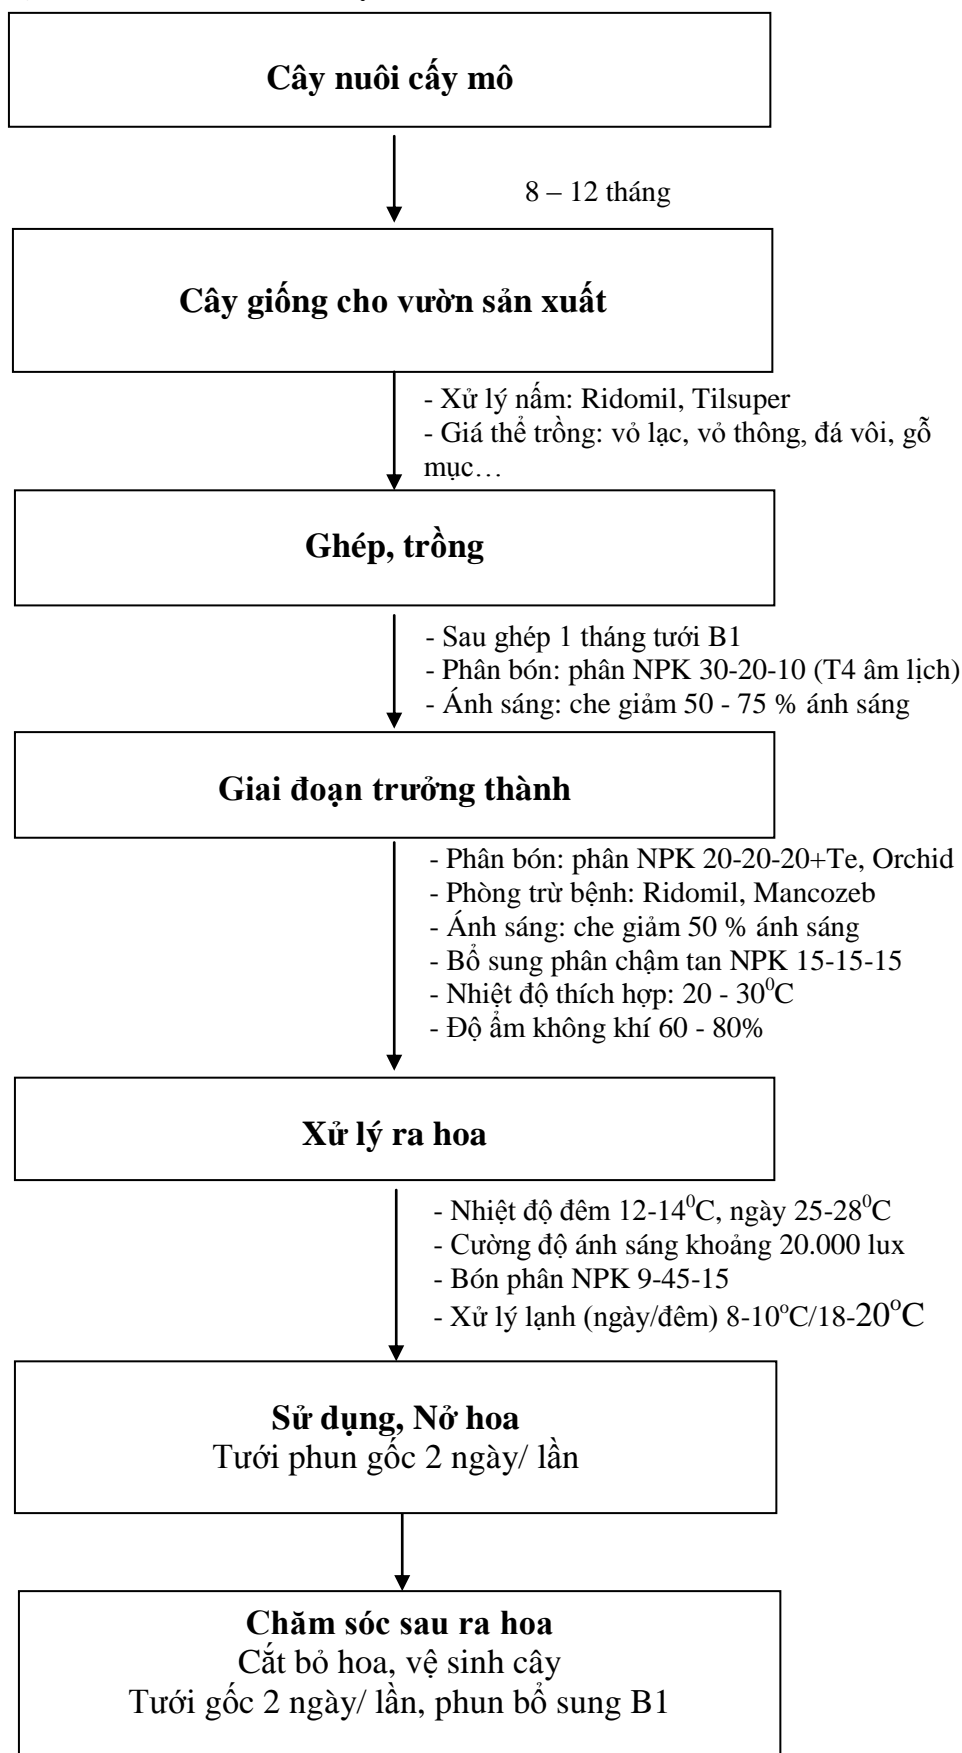 Cây nuôi cấy mô
8 – 12 tháng
Cây giống cho vườn sản xuất
- Xử lý nấm: Ridomil, Tilsuper
- Giá thể trồng: vỏ lạc, vỏ thông, đá vôi, gỗ
mục…
Ghép, trồng
- Sau ghép 1 tháng tưới B1
- Phân bón: phân NPK 30-20-10 (T4 âm lịch)
- Ánh sáng: che giảm 50 - 75 % ánh sáng
Giai đoạn trưởng thành
- Phân bón: phân NPK 20-20-20+Te, Orchid
- Phòng trừ bệnh: Ridomil, Mancozeb
- Ánh sáng: che giảm 50 % ánh sáng
- Bổ sung phân chậm tan NPK 15-15-15
- Nhiệt độ thích hợp: 20 - 30⁰C
- Độ ẩm không khí 60 - 80%
Xử lý ra hoa
- Nhiệt độ đêm 12-14⁰C, ngày 25-28⁰C
- Cường độ ánh sáng khoảng 20.000 lux
- Bón phân NPK 9-45-15
- Xử lý lạnh (ngày/đêm) 8-10ᵒC/18-20ᵒC
Sử dụng, Nở hoa
Tưới phun gốc 2 ngày/ lần
Chăm sóc sau ra hoa
Cắt bỏ hoa, vệ sinh cây
Tưới gốc 2 ngày/ lần, phun bổ sung B1